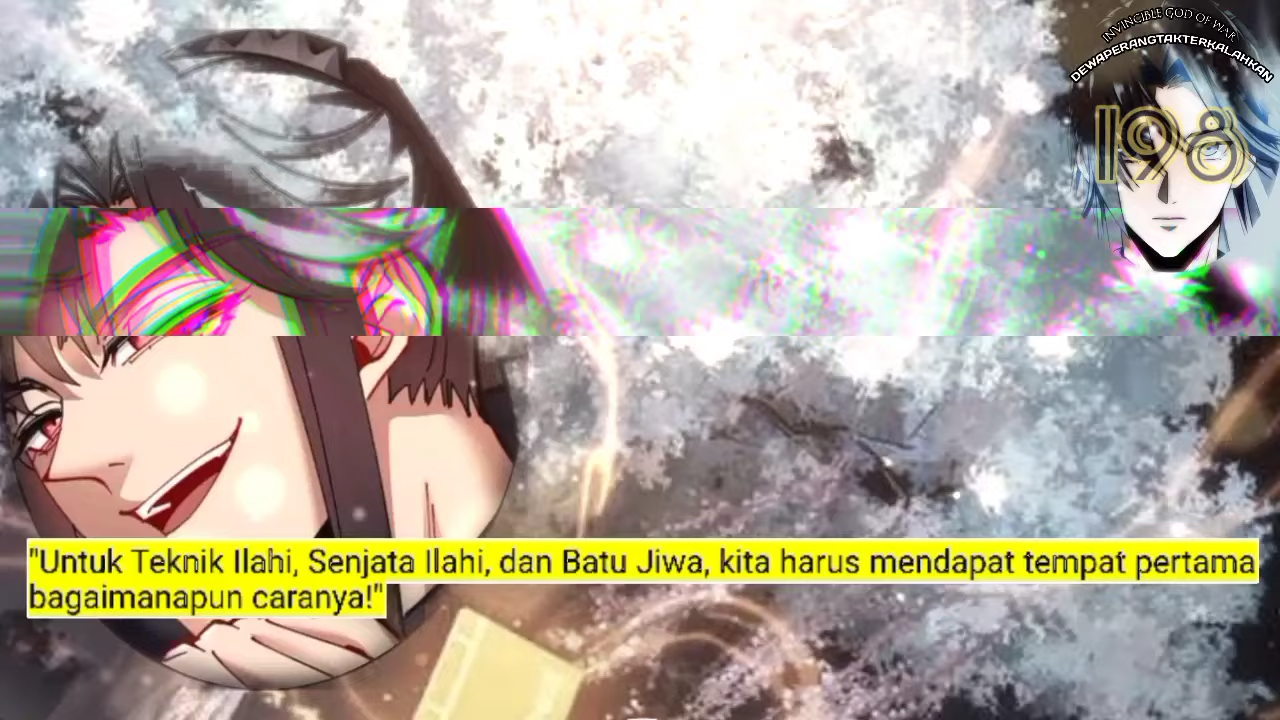 INVINCIBLE GOD OF WAR
DEWAPERANGTAKTERKALAHKAN
198
"Untuk Teknik Ilahi, Senjata Ilahi, dan Batu Jiwa, kita harus mendapat tempat pertama
bagaimanapun caranya!"